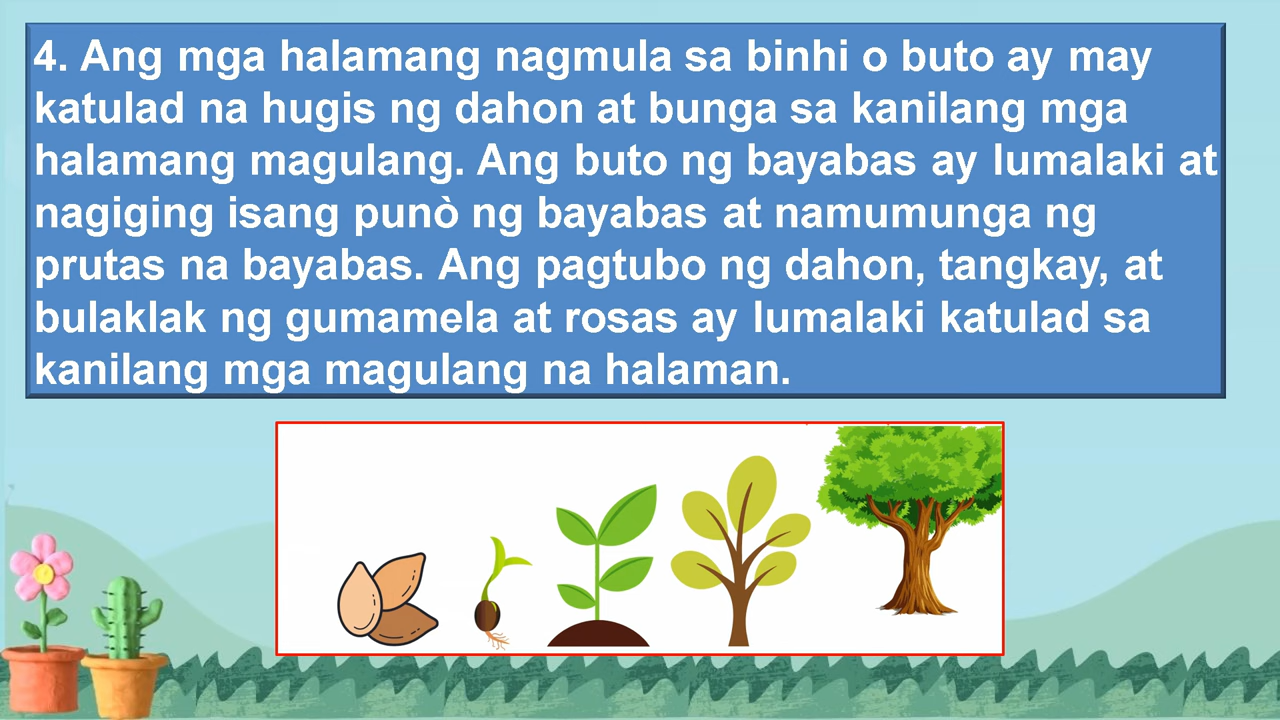 4. Ang mga halamang nagmula sa binhi o buto ay may
katulad na hugis ng dahon at bunga sa kanilang mga
halamang magulang. Ang buto ng bayabas ay lumalaki at
nagiging isang punò ng bayabas at namumunga ng
prutas na bayabas. Ang pagtubo ng dahon, tangkay, at
bulaklak ng gumamela at rosas ay lumalaki katulad sa
kanilang mga magulang na halaman.